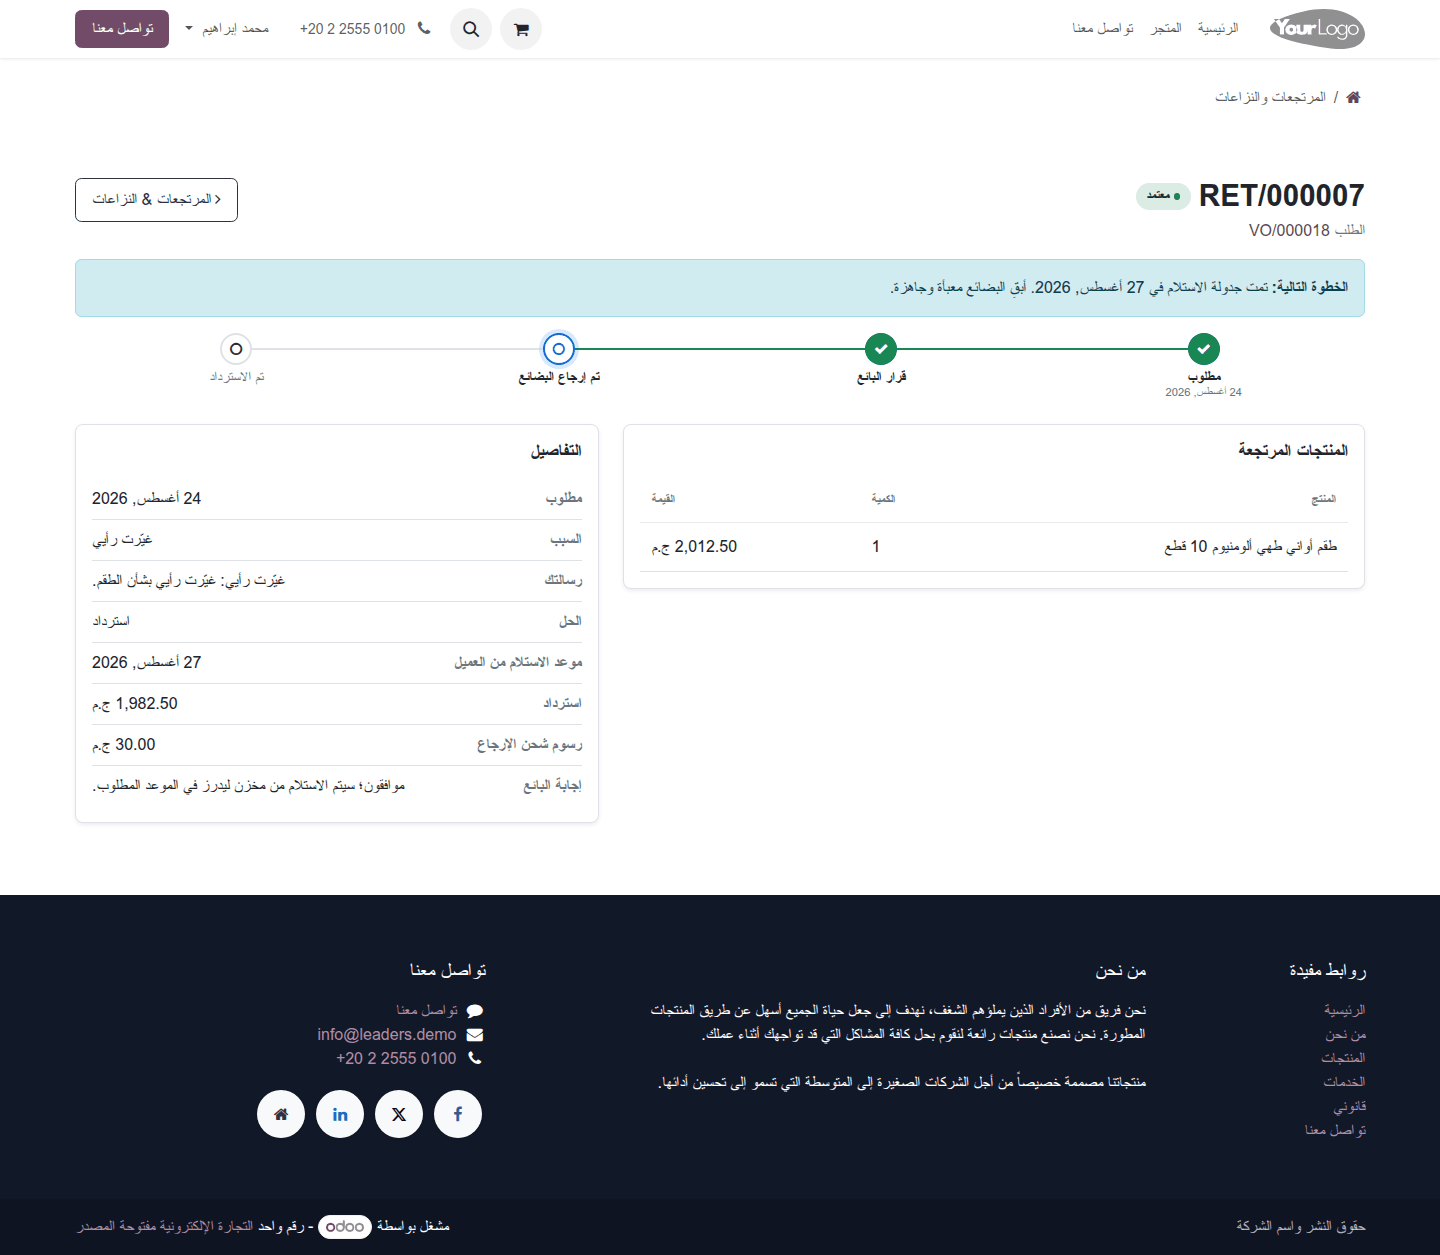 YourLogo
الرئيسية
المتجر
تواصل معنا
+20 2 2555 0100
محمد إبراهيم
تواصل معنا
/ المرتجعات والنزاعات
RET/000007
معتمد
الطلب VO/000018
المرتجعات & النزاعات
الخطوة التالية: تمت جدولة الاستلام في 27 أغسطس, 2026. أبقِ البضائع معبأة وجاهزة.
مطلوب
24 أغسطس, 2026
قرار البائع
تم إرجاع البضائع
تم الاسترداد
المنتجات المرتجعة
المنتج الكمية القيمة
طقم أواني طهي ألومنيوم 10 قطع 1 2,012.50 ج.م
التفاصيل
مطلوب 24 أغسطس, 2026
السبب غيّرت رأيي
رسالتك غيّرت رأيي: غيّرت رأيي بشأن الطقم.
الحل استرداد
موعد الاستلام من العميل 27 أغسطس, 2026
استرداد 1,982.50 ج.م
رسوم شحن الإرجاع 30.00 ج.م
إجابة البائع موافقون؛ سيتم الاستلام من مخزن ليدرز في الموعد المطلوب.
روابط مفيدة
الرئيسية
من نحن
المنتجات
الخدمات
قانوني
تواصل معنا
من نحن
نحن فريق من الأفراد الذين يملؤهم الشغف، نهدف إلى جعل حياة الجميع أسهل عن طريق المنتجات
المطورة. نحن نصنع منتجات رائعة لنقوم بحل كافة المشاكل التي قد تواجهك أثناء عملك.
منتجاتنا مصممة خصيصاً من أجل الشركات الصغيرة إلى المتوسطة التي تسمو إلى تحسين أدائها.
تواصل معنا
تواصل معنا
info@leaders.demo
+20 2 2555 0100
حقوق النشر واسم الشركة
مشغل بواسطة odoo - رقم واحد التجارة الإلكترونية مفتوحة المصدر